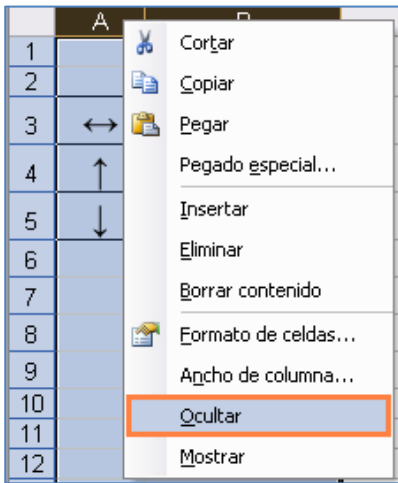 A
1
Cortar
2
Copiar
3 ↔
Pegar
4 ↑
Pegado especial...
5 ↓
Insertar
6
Eliminar
7
Borrar contenido
8
Formato de celdas...
9
Ancho de columna...
10
Ocultar
11
12
Mostrar